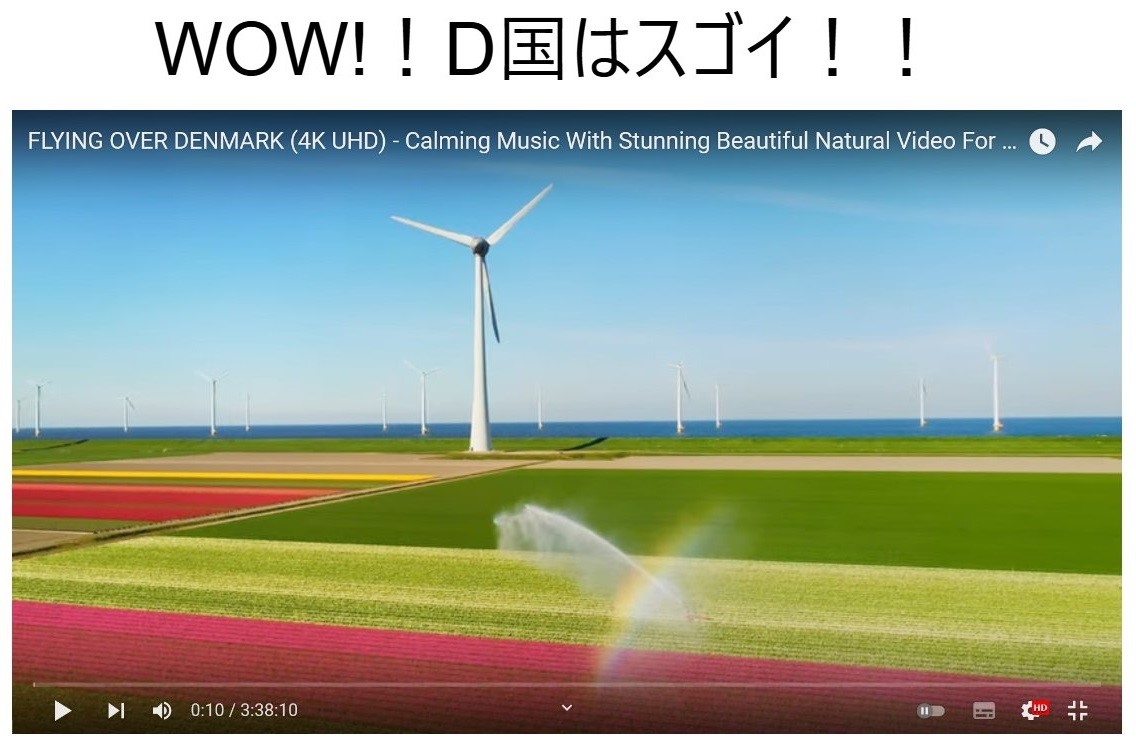 WOW!！D国はスゴイ！！
FLYING OVER DENMARK (4K UHD) - Calming Music With Stunning Beautiful Natural Video For ...
0:10 / 3:38:10
HD